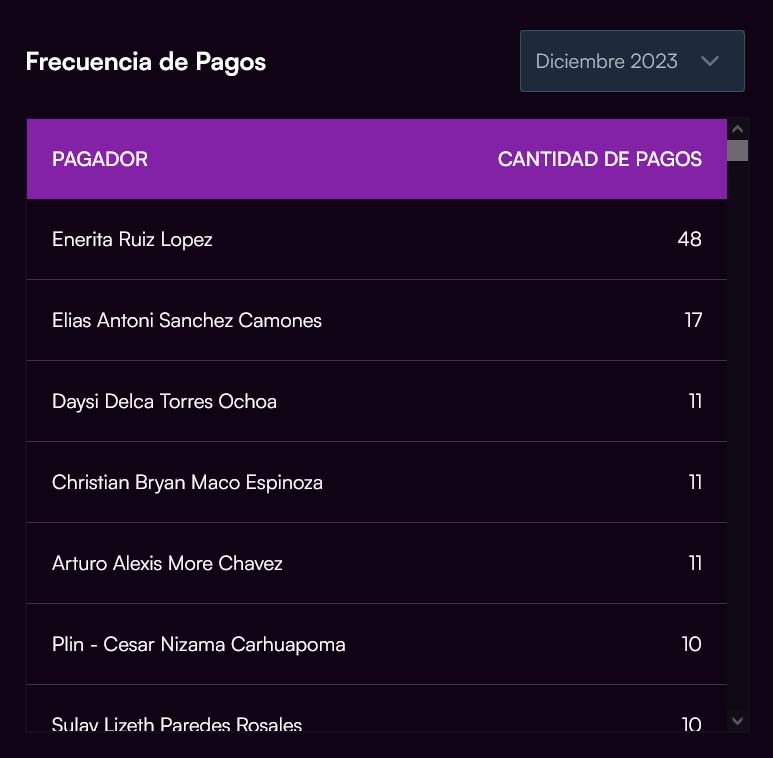 Frecuencia de Pagos
Diciembre 2023
PAGADOR CANTIDAD DE PAGOS
Enerita Ruiz Lopez 48
Elias Antoni Sanchez Camones 17
Daysi Delca Torres Ochoa 11
Christian Bryan Maco Espinoza 11
Arturo Alexis More Chavez 11
Plin - Cesar Nizama Carhuapoma 10
Sulay Lizeth Paredes Rosales 10